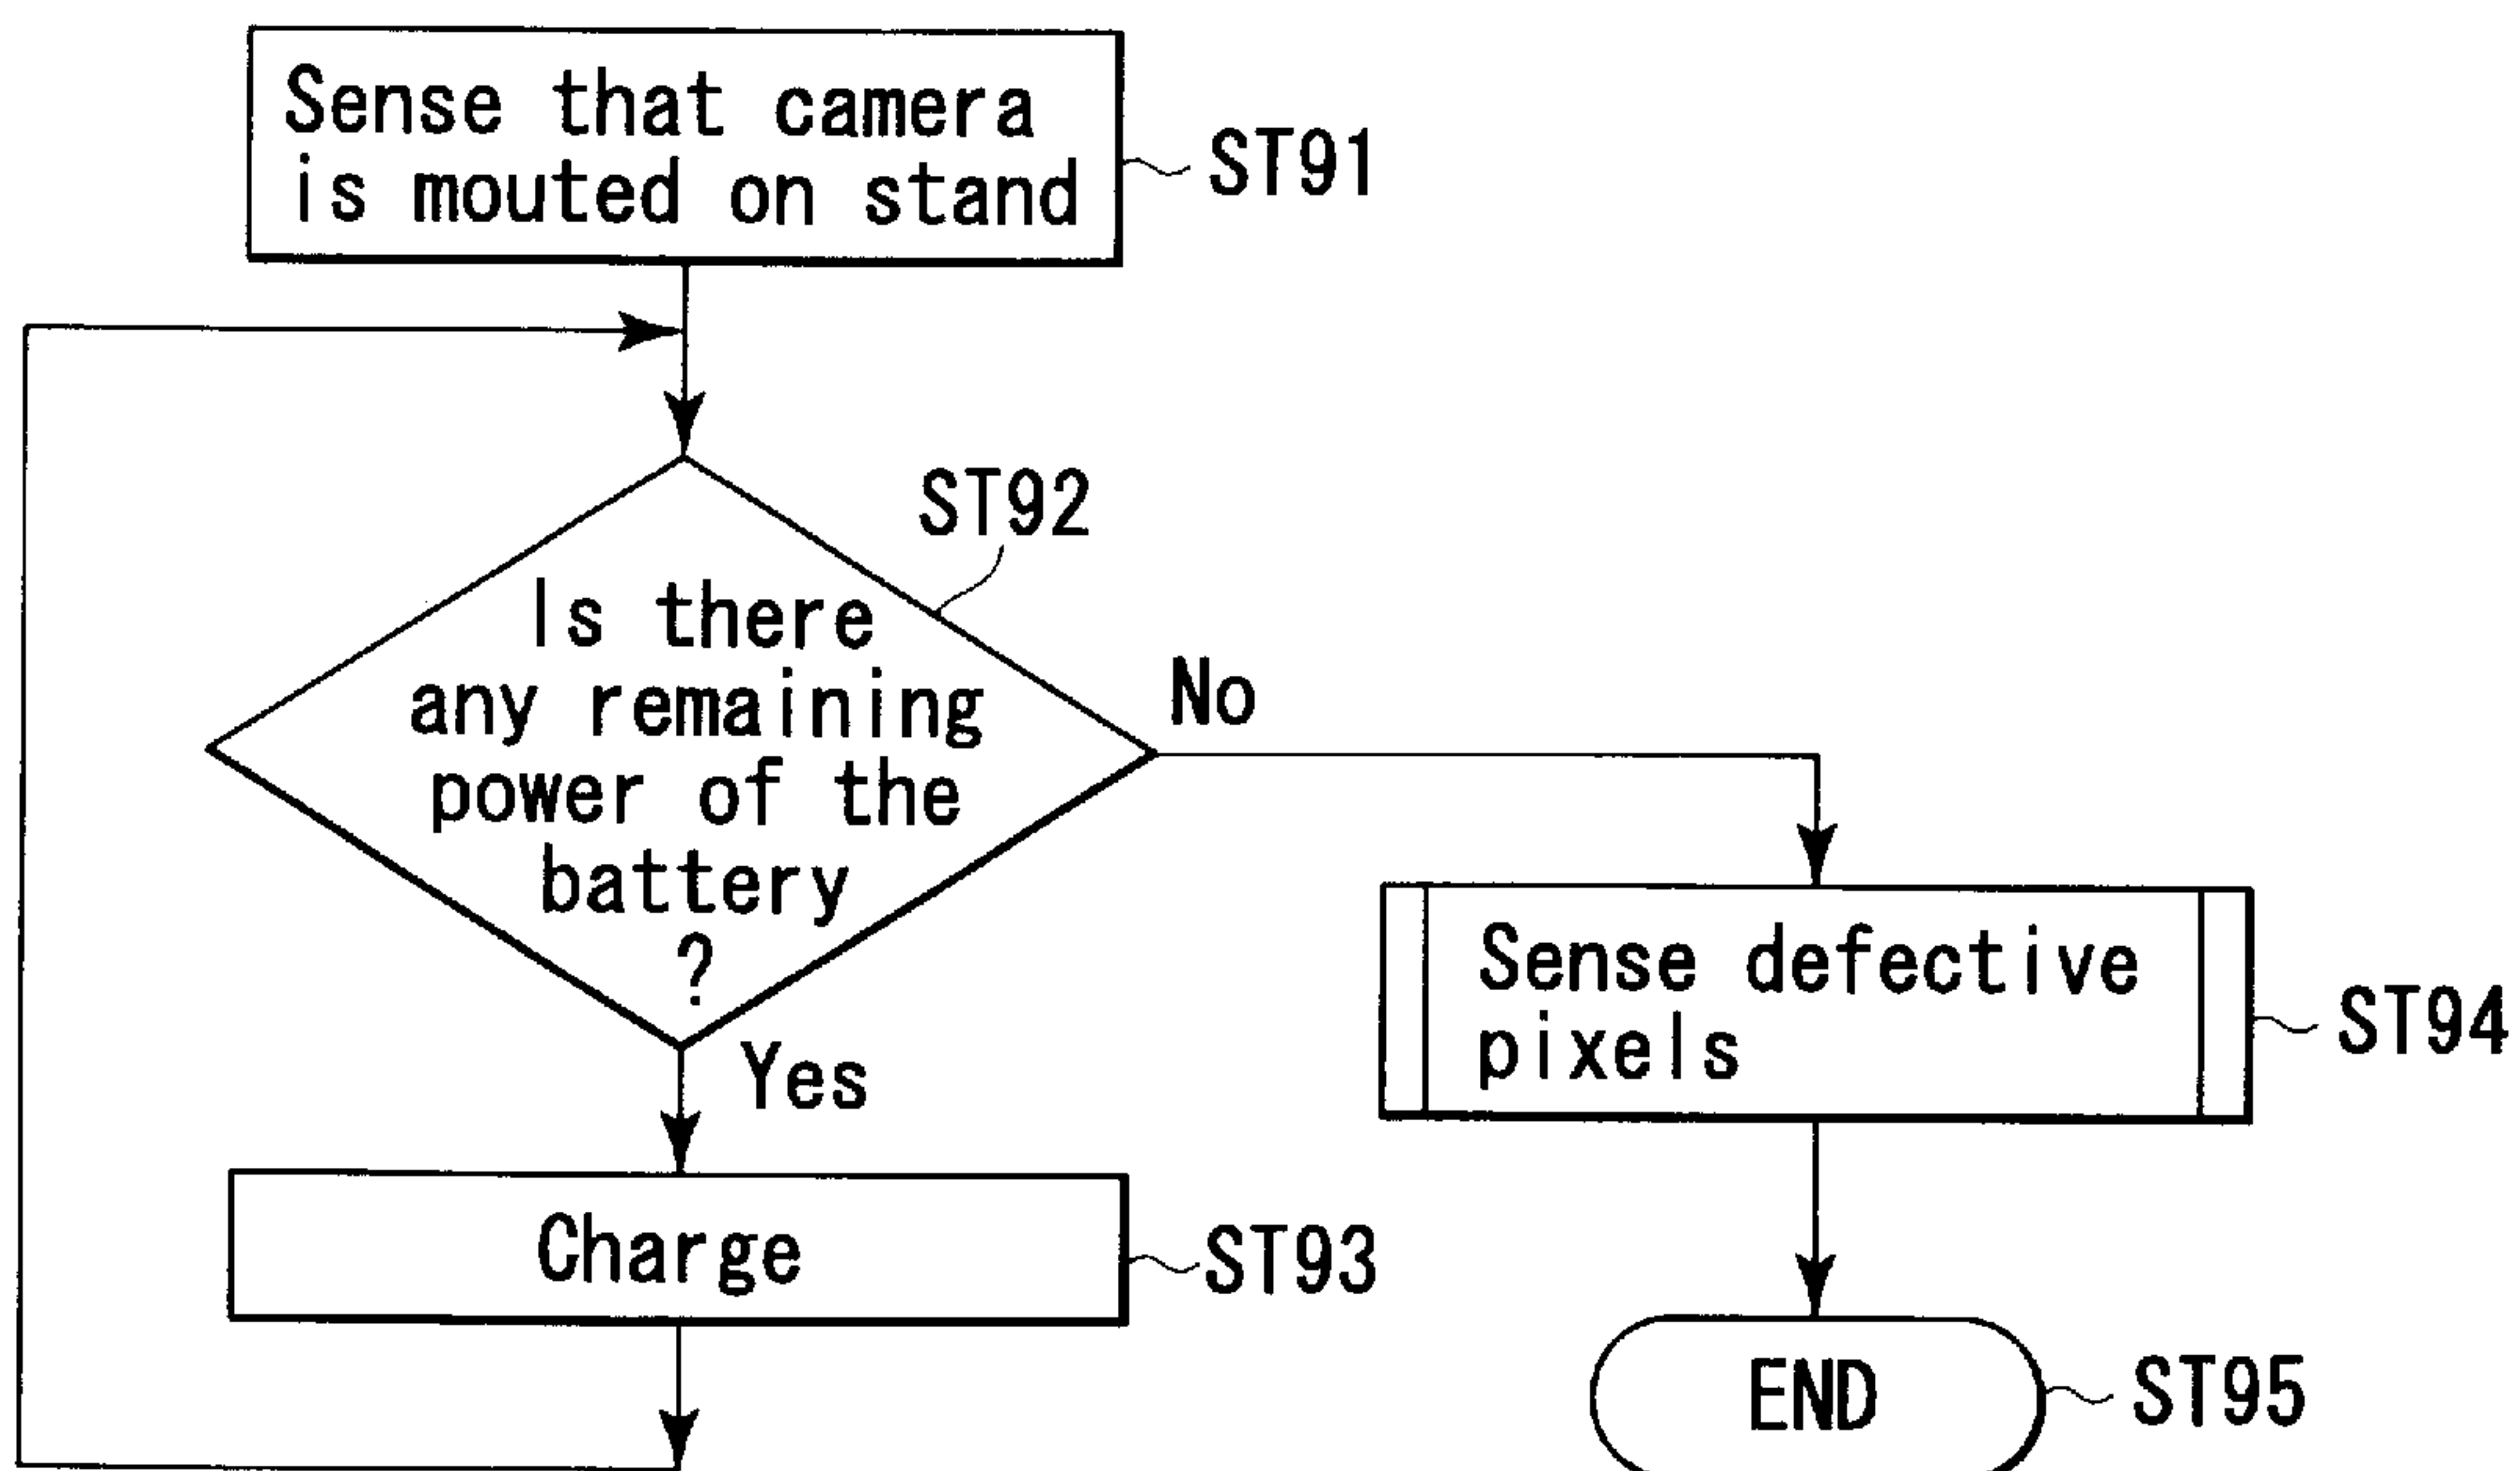 Sense that camera
is mouted on stand
ST91
ST92
Is there
any remaining
power of the
battery
?
No
Yes
Sense defective
pixels
ST94
Charge
ST93
END
ST95